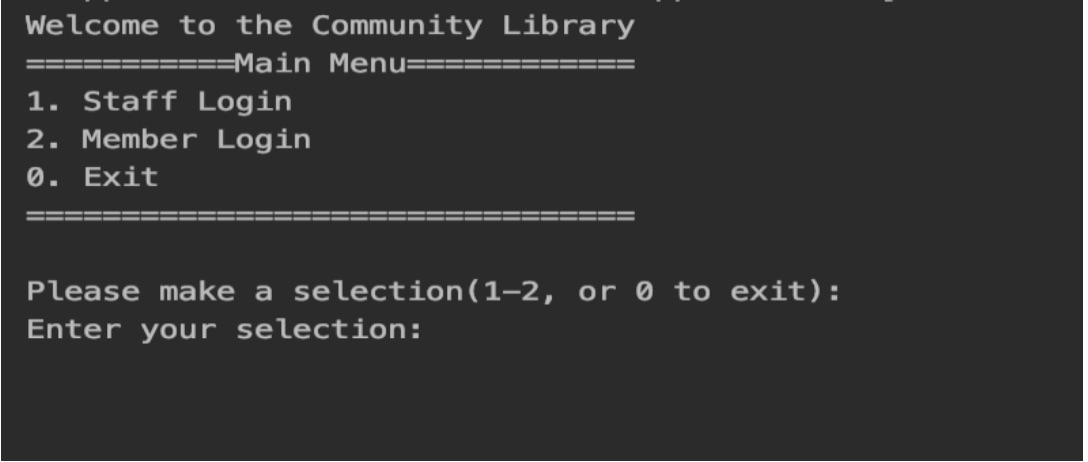 Welcome to the Community Library
===========Main Menu============
1. Staff Login
2. Member Login
0. Exit
================================
Please make a selection(1-2, or 0 to exit):
Enter your selection: